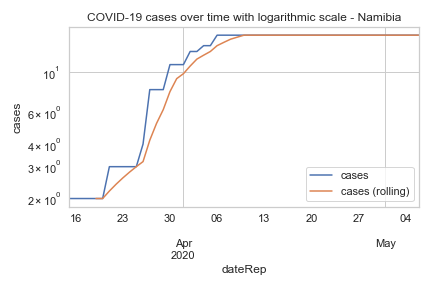 COVID-19 cases over time with logarithmic scale - Namibia
cases
10¹
6 × 10⁰
4 × 10⁰
3 × 10⁰
2 × 10⁰
cases
cases (rolling)
16 23 30 06 13 20 27 04
Apr May
2020
dateRep